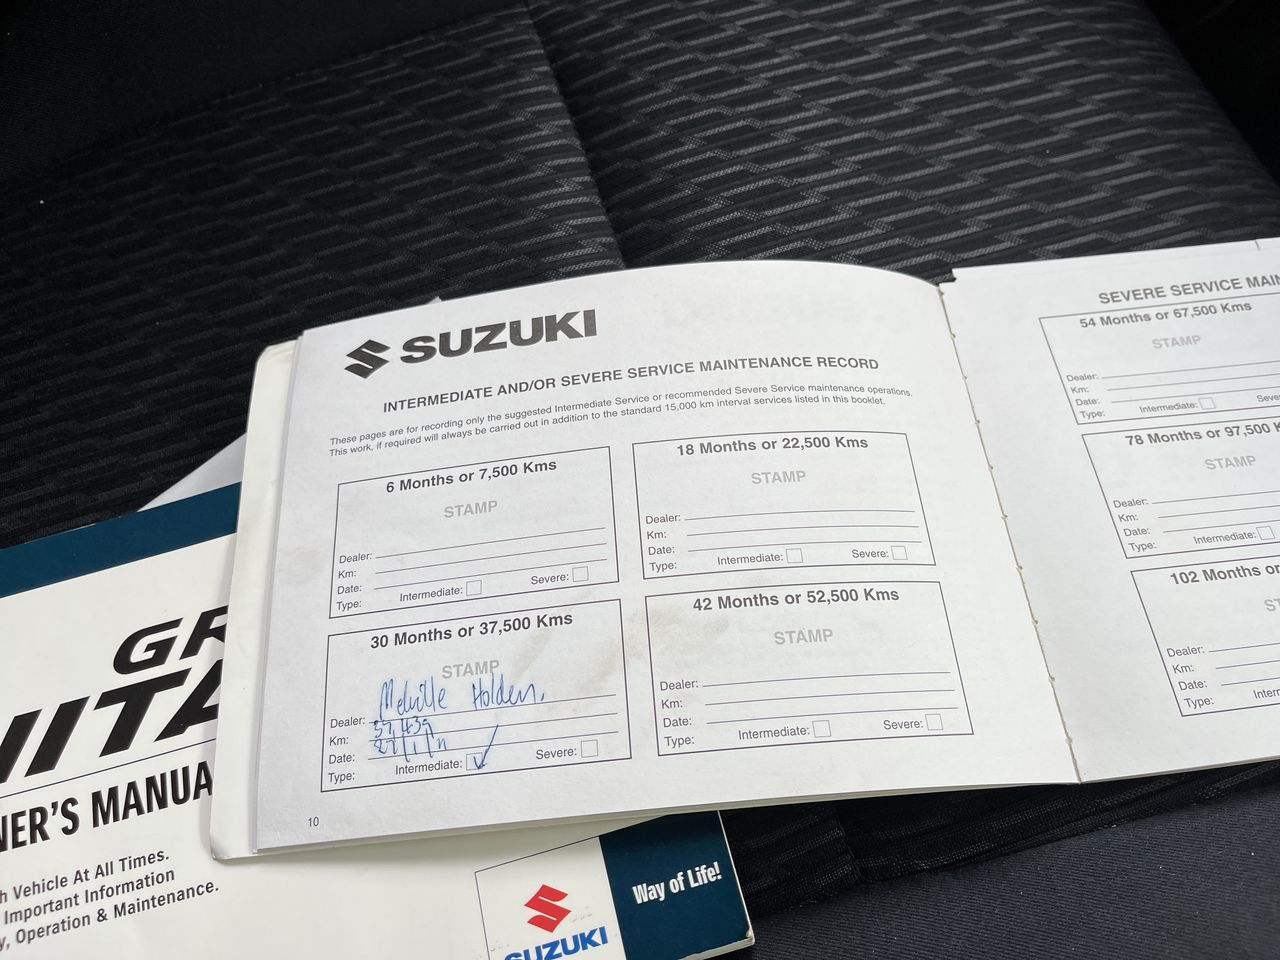 SUZUKI
INTERMEDIATE AND/OR SEVERE SERVICE MAINTENANCE RECORD
These pages are for recording only the suggested Intermediate Service or recommended Severe Service maintenance operations.
This work, if required will always be carried out in addition to the standard 15,000 km interval services listed in this booklet.
6 Months or 7,500 Kms
STAMP
Dealer:
Km:
Date:
Type: Intermediate: Severe:
18 Months or 22,500 Kms
STAMP
Dealer:
Km:
Date:
Type: Intermediate: Severe:
30 Months or 37,500 Kms
STAMP
Dealer: Melville Holden.
Km: 37,439
Date:
Type: Intermediate: Severe:
42 Months or 52,500 Kms
STAMP
Dealer:
Km:
Date:
Type: Intermediate: Severe:
10
SEVERE SERVICE MAIN
54 Months or 67,500 Kms
STAMP
Dealer:
Km:
Date:
Type: Intermediate: Seve
78 Months or 97,500 K
STAMP
Dealer:
Km:
Date:
Type: Intermediate:
102 Months or
ST
Dealer:
Km:
Date:
Type: Interm
GR
VITA
NER'S MANUA
h Vehicle At All Times.
Important Information
y, Operation & Maintenance.
SUZUKI
Way of Life!